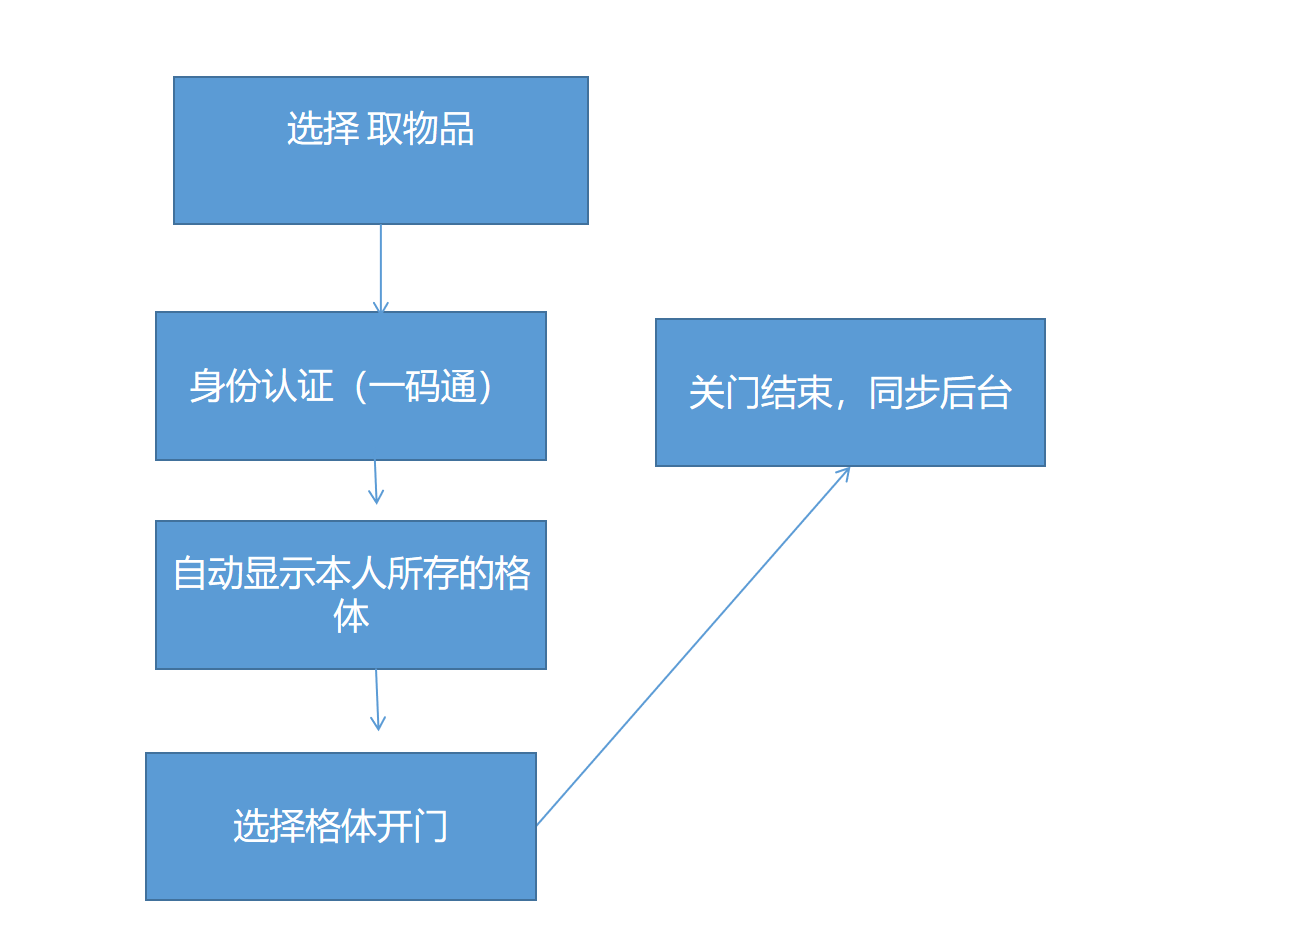 选择 取物品
身份认证（一码通）
自动显示本人所存的格
体
选择格体开门
关门结束，同步后台